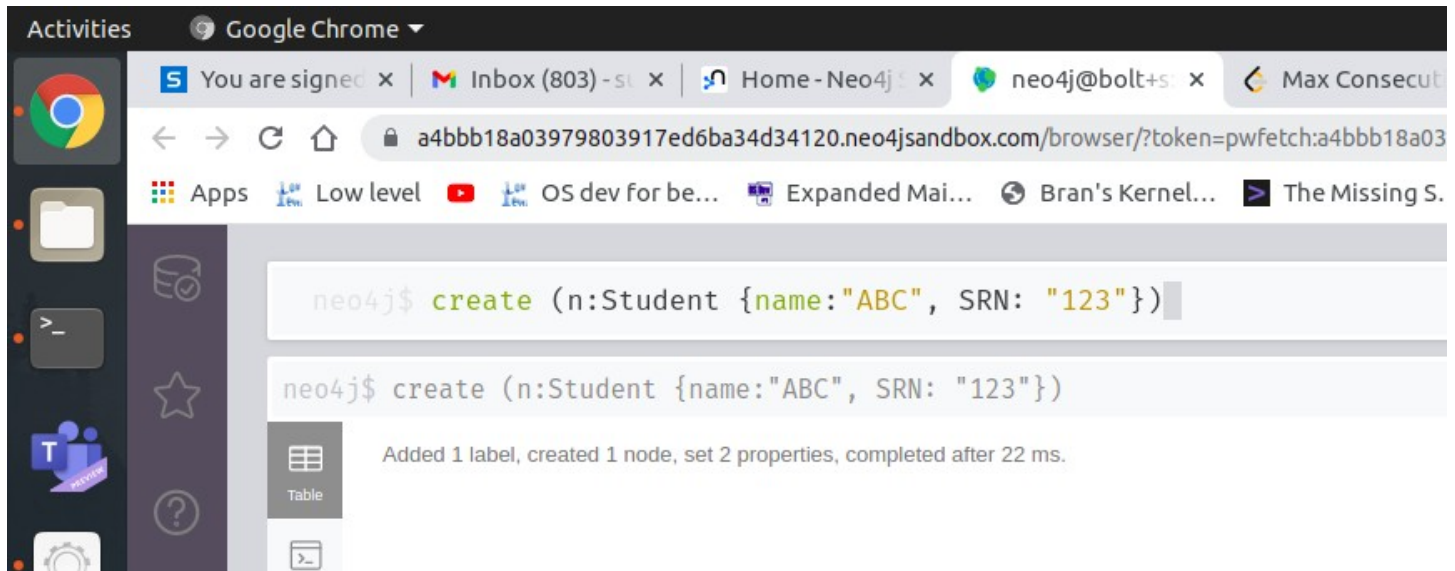 Activities Google Chrome
You are signed Inbox (803) - su Home - Neo4j S neo4j@bolt+s: Max Consecut
a4bbb18a03979803917ed6ba34d34120.neo4jsandbox.com/browser/?token=pwfetch:a4bbb18a03
Apps Low level OS dev for be... Expanded Mai... Bran's Kernel... The Missing S.
neo4j$ create (n:Student {name:"ABC", SRN: "123"})
neo4j$ create (n:Student {name:"ABC", SRN: "123"})
Added 1 label, created 1 node, set 2 properties, completed after 22 ms.
Table